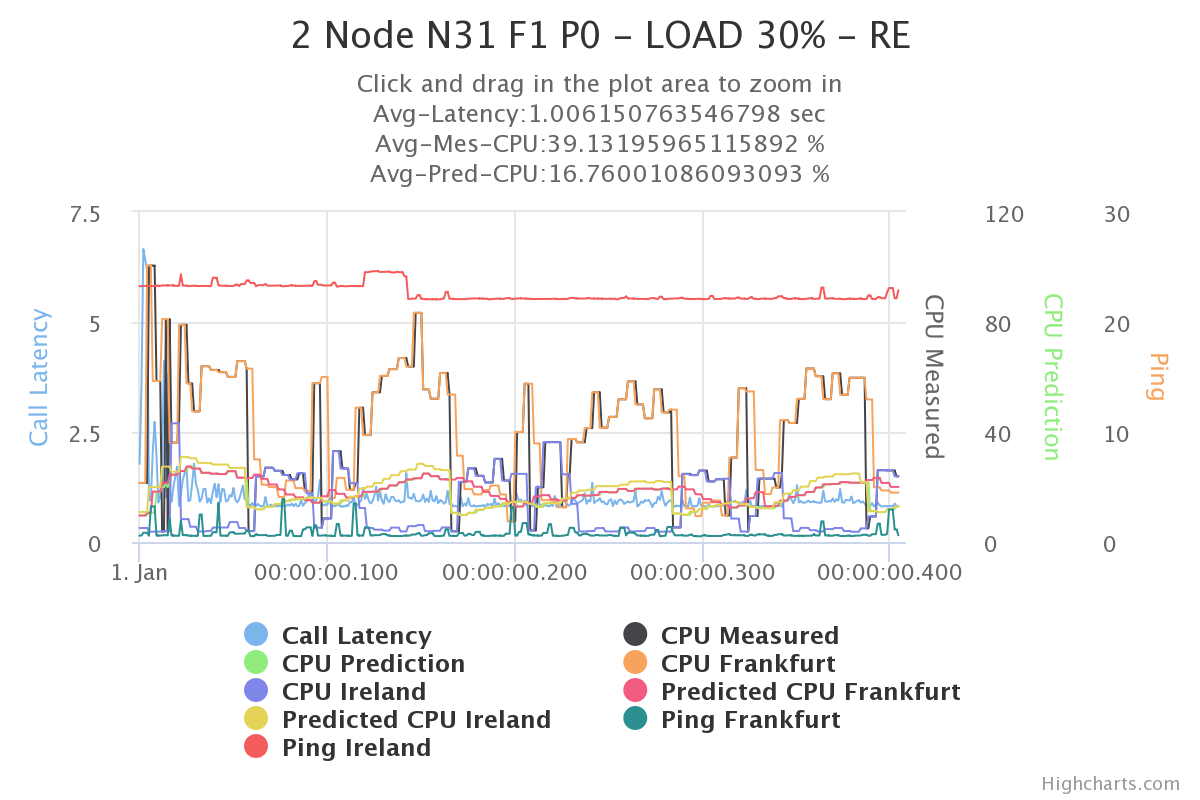 2 Node N31 F1 P0 - LOAD 30% - RE
Click and drag in the plot area to zoom in
Avg-Latency:1.006150763546798 sec
Avg-Mes-CPU:39.13195965115892 %
Avg-Pred-CPU:16.76001086093093 %
Call Latency
7.5
5
2.5
0
CPU Measured
120
80
40
0
CPU Prediction
Ping
30
20
10
0
1. Jan
00:00:00.100
00:00:00.200
00:00:00.300
00:00:00.400
Call Latency
CPU Measured
CPU Prediction
CPU Frankfurt
CPU Ireland
Predicted CPU Frankfurt
Predicted CPU Ireland
Ping Frankfurt
Ping Ireland
Highcharts.com